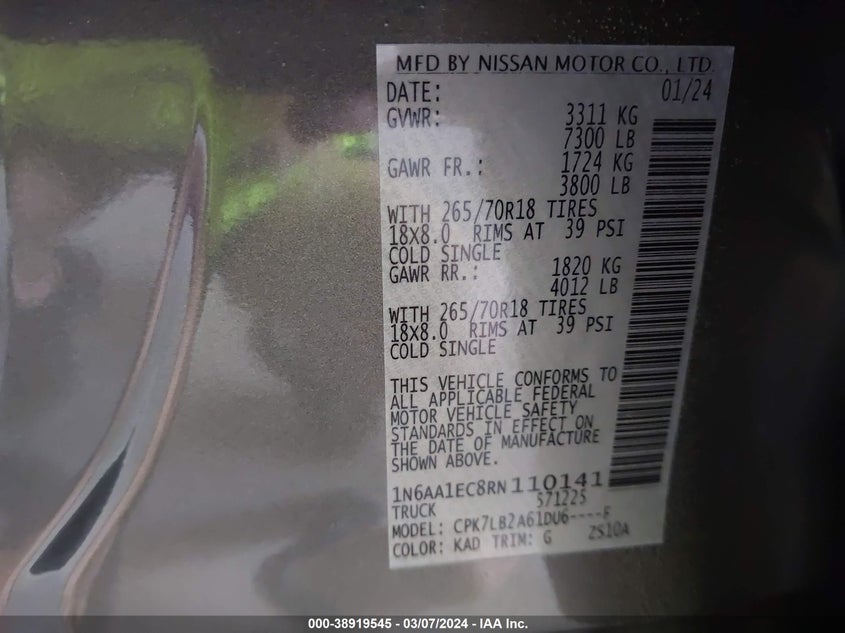 MFD BY NISSAN MOTOR CO., LTD.
DATE: 01/24
GVWR: 3311 KG
7300 LB
GAWR FR.: 1724 KG
3800 LB
WITH 265/70R18 TIRES
18X8.0 RIMS AT 39 PSI
COLD SINGLE
GAWR RR.: 1820 KG
4012 LB
WITH 265/70R18 TIRES
18X8.0 RIMS AT 39 PSI
COLD SINGLE
THIS VEHICLE CONFORMS TO
ALL APPLICABLE FEDERAL
MOTOR VEHICLE SAFETY
STANDARDS IN EFFECT ON
THE DATE OF MANUFACTURE
SHOWN ABOVE.
1N6AA1EC8RN110141
TRUCK 571225
MODEL: CPK7LB2A61DU6----F
COLOR: KAD TRIM: G 2S10A
000-38919545 - 03/07/2024 - IAA Inc.